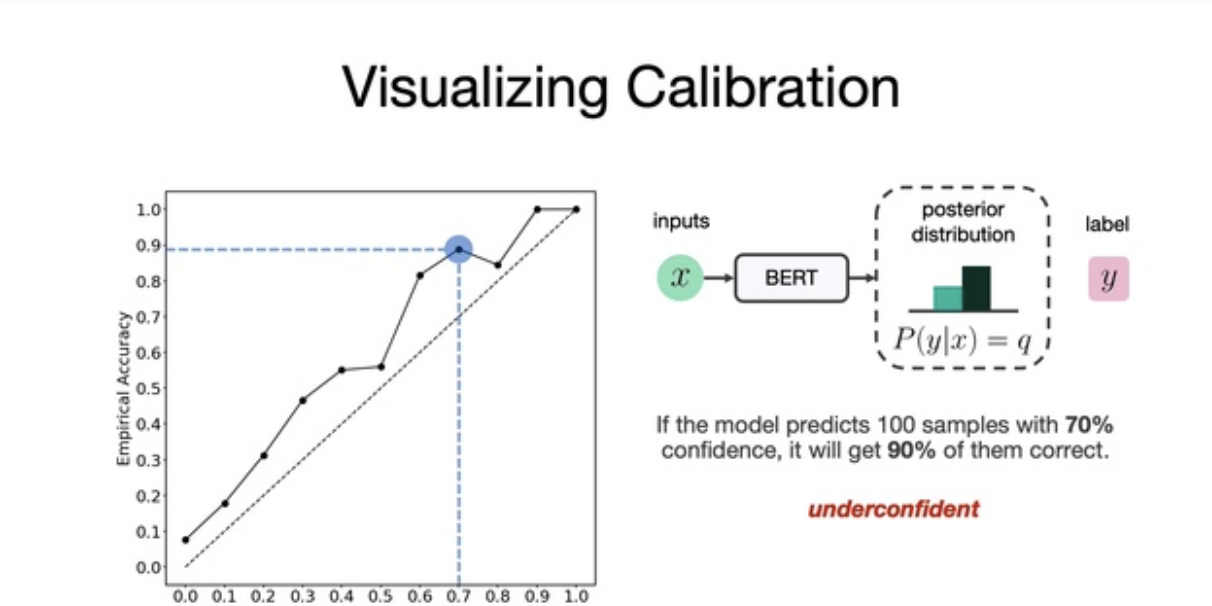 Visualizing Calibration
Empirical Accuracy
1.0
0.9
0.8
0.7
0.6
0.5
0.4
0.3
0.2
0.1
0.0
0.0 0.1 0.2 0.3 0.4 0.5 0.6 0.7 0.8 0.9 1.0
inputs
x
BERT
posterior
distribution
P(y|x) = q
label
y
If the model predicts 100 samples with 70%
confidence, it will get 90% of them correct.
underconfident